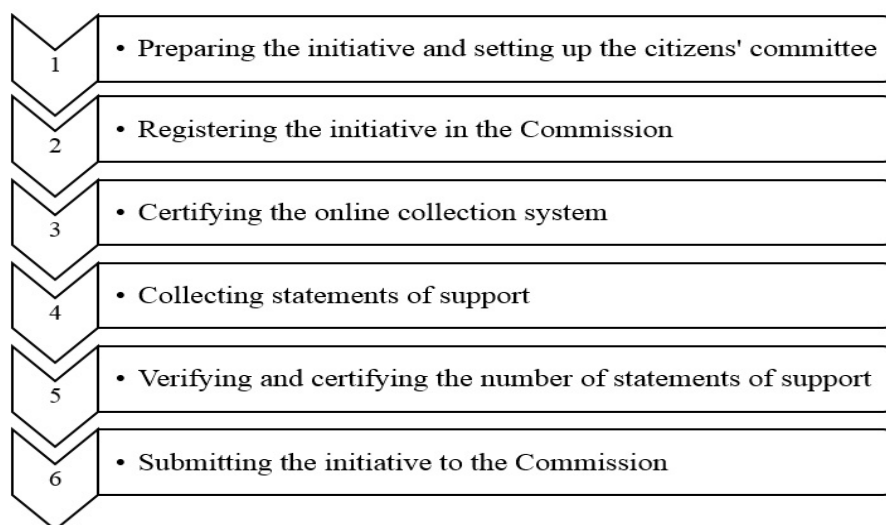 1 • Preparing the initiative and setting up the citizens' committee
2 • Registering the initiative in the Commission
3 • Certifying the online collection system
4 • Collecting statements of support
5 • Verifying and certifying the number of statements of support
6 • Submitting the initiative to the Commission